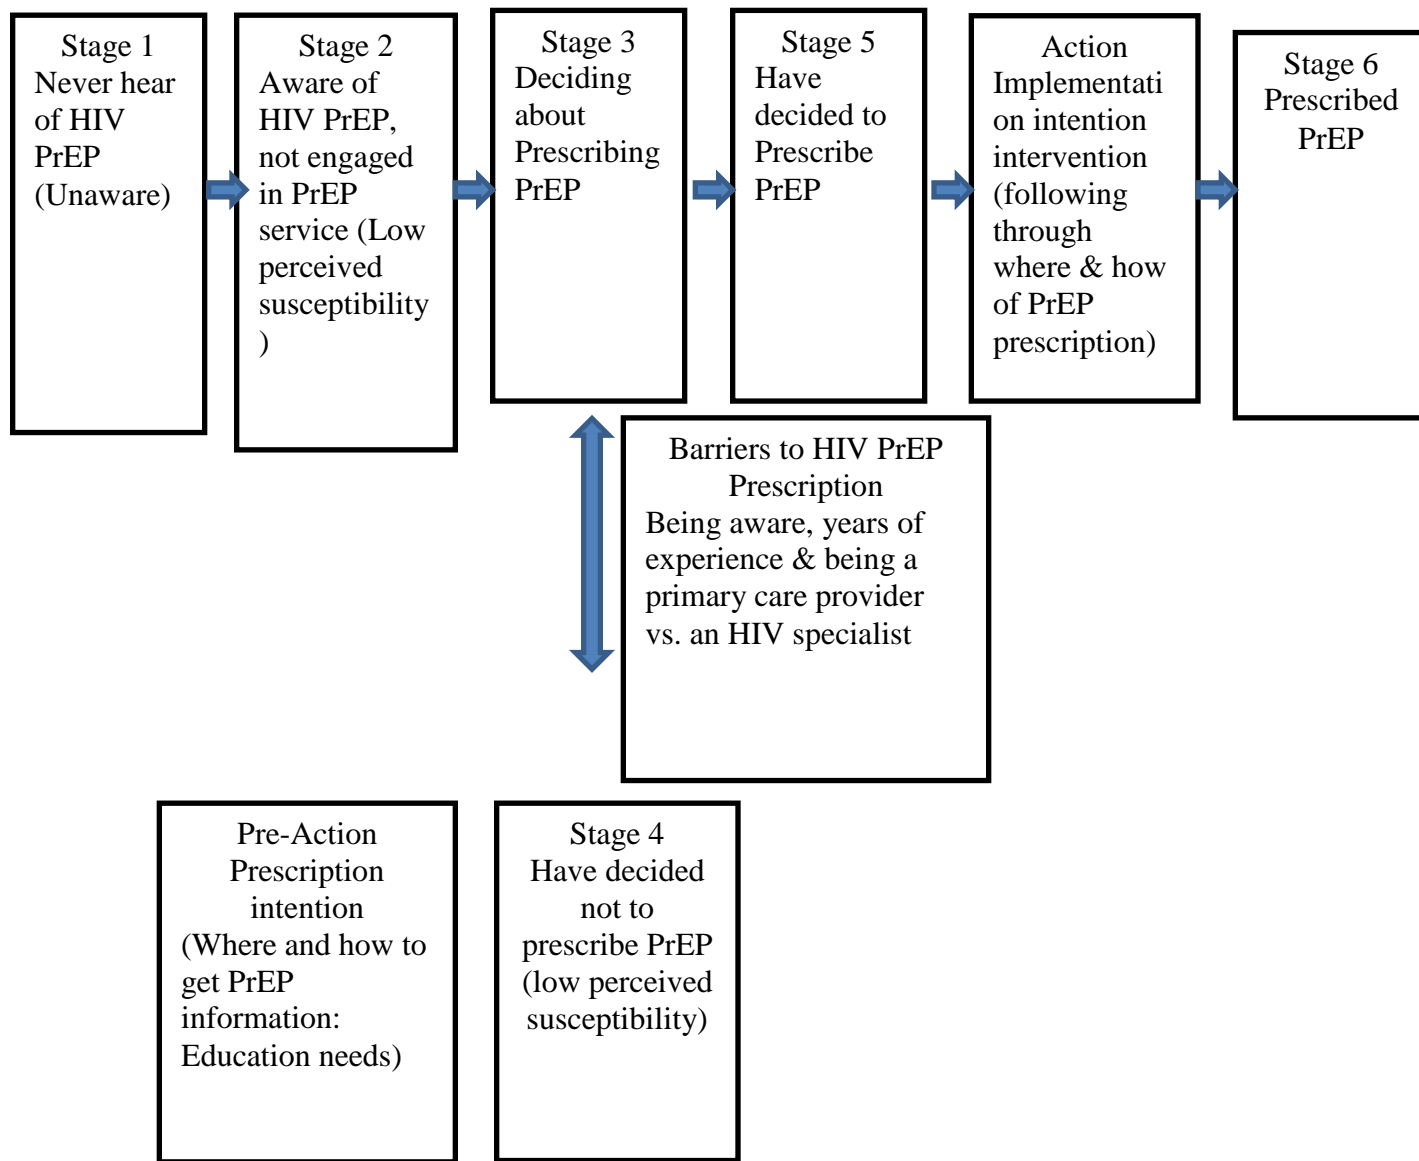 Stage 1
Never hear
of HIV
PrEP
(Unaware)
Stage 2
Aware of
HIV PrEP,
not engaged
in PrEP
service (Low
perceived
susceptibility
)
Stage 3
Deciding
about
Prescribing
PrEP
Stage 5
Have
decided to
Prescribe
PrEP
Action
Implementati
on intention
intervention
(following
through
where & how
of PrEP
prescription)
Stage 6
Prescribed
PrEP
Barriers to HIV PrEP
Prescription
Being aware, years of
experience & being a
primary care provider
vs. an HIV specialist
Pre-Action
Prescription
intention
(Where and how to
get PrEP
information:
Education needs)
Stage 4
Have decided
not to
prescribe PrEP
(low perceived
susceptibility)